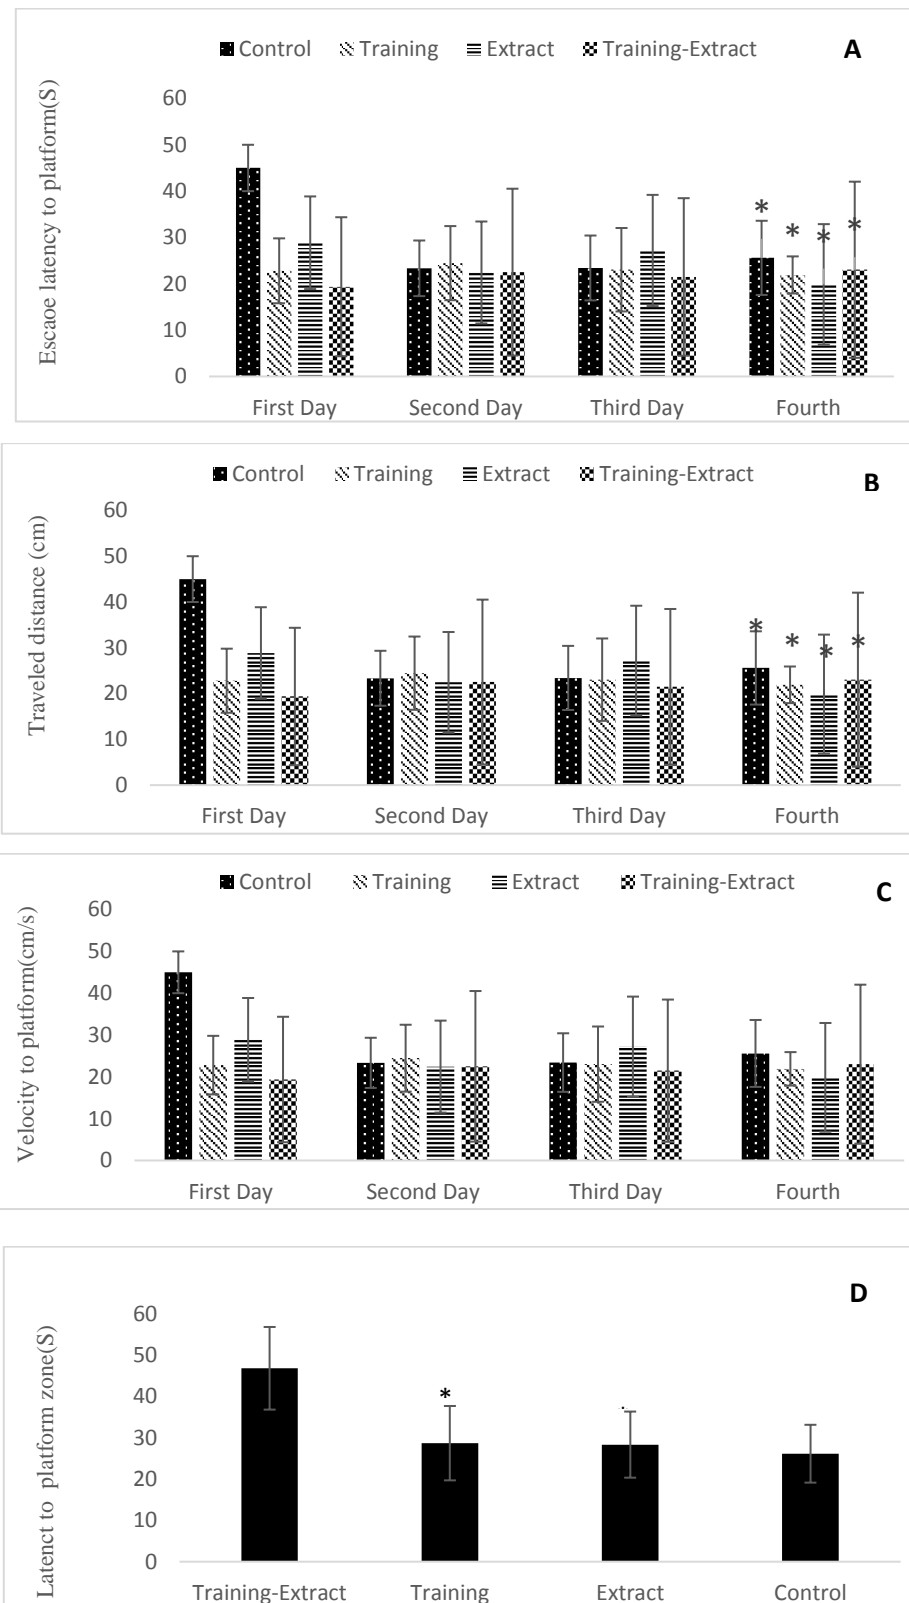 Control Training Extract Training-Extract A
Escaoe latency to platform(S)
60
50
40
30
20
10
0
* * * *
First Day Second Day Third Day Fourth
Control Training Extract Training-Extract B
Traveled distance (cm)
60
50
40
30
20
10
0
* * * *
First Day Second Day Third Day Fourth
Control Training Extract Training-Extract C
Velocity to platform(cm/s)
60
50
40
30
20
10
0
First Day Second Day Third Day Fourth
D
Latenct to platform zone(S)
60
50
40
30
20
10
0
*
Training-Extract Training Extract Control